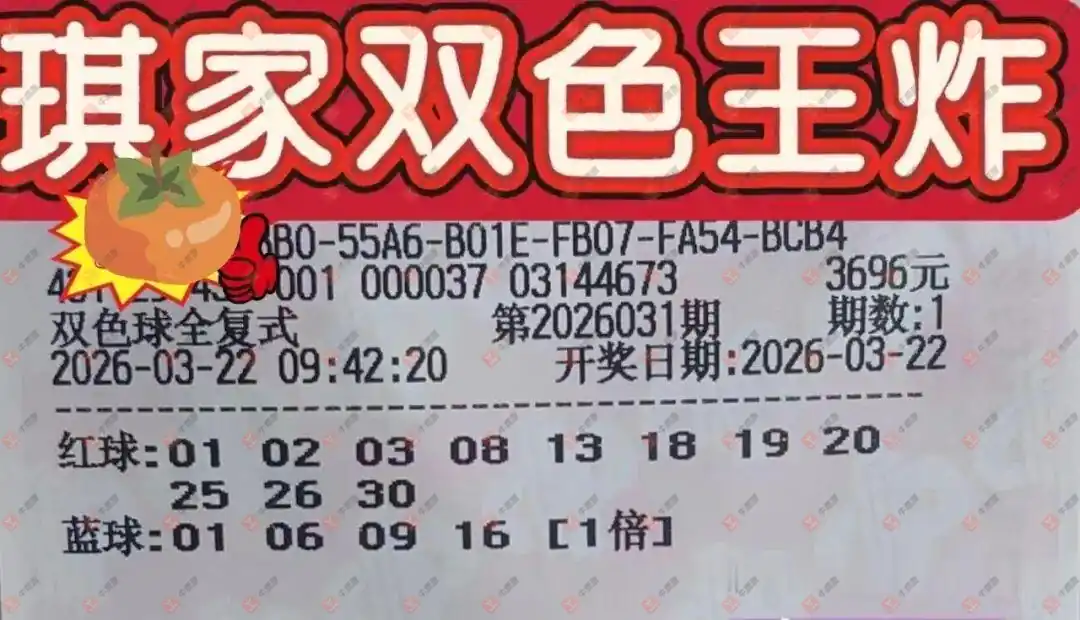 琪家双色王炸
BB0-55A6-B01E-FB07-FA54-BCB4
001 000037 03144673 3696元
双色球全复式 第2026031期 期数:1
2026-03-22 09:42:20 开奖日期:2026-03-22
红球:01 02 03 08 13 18 19 20
25 26 30
蓝球:01 06 09 16 [1倍]